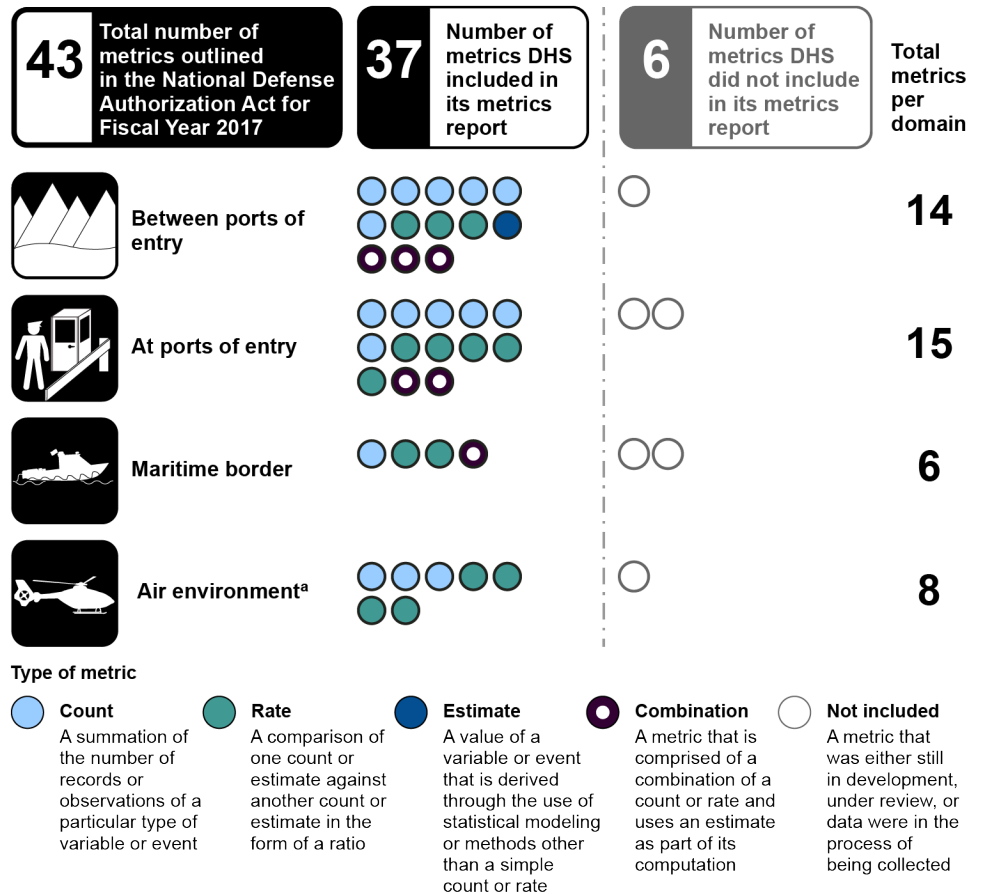 43
Total number of
metrics outlined
in the National Defense
Authorization Act for
Fiscal Year 2017
37
Number of
metrics DHS
included in
its metrics
report
6
Number of
metrics DHS
did not include
in its metrics
report
Total
metrics
per
domain
Between ports of
entry
14
At ports of entry
15
Maritime border
6
Air environmentᵃ
8
Type of metric
Count
A summation of
the number of
records or
observations of a
particular type of
variable or event
Rate
A comparison of
one count or
estimate against
another count or
estimate in the
form of a ratio
Estimate
A value of a
variable or event
that is derived
through the use of
statistical modeling
or methods other
than a simple
count or rate
Combination
A metric that is
comprised of a
combination of a
count or rate and
uses an estimate
as part of its
computation
Not included
A metric that
was either still
in development,
under review, or
data were in the
process of
being collected